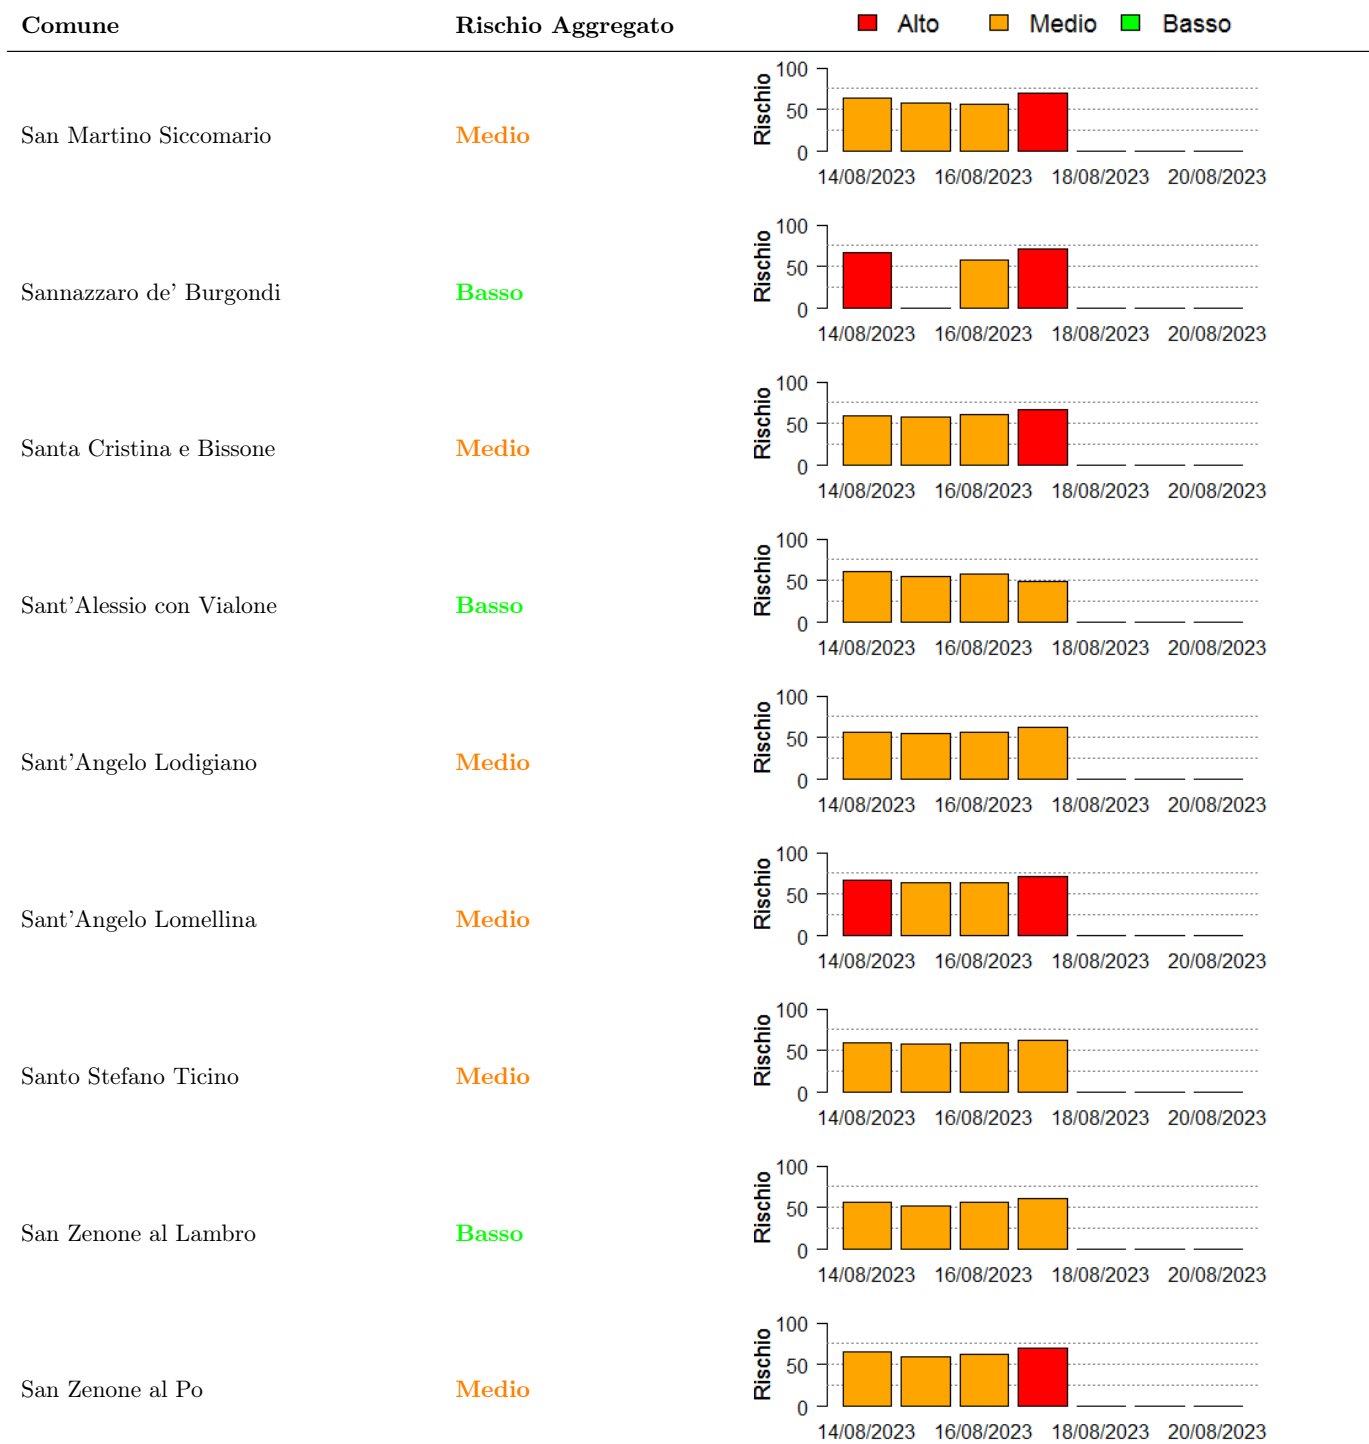 Comune Rischio Aggregato Alto Medio Basso
San Martino Siccomario Medio
Rischio
100
50
0
14/08/2023 16/08/2023 18/08/2023 20/08/2023
Sannazzaro de’ Burgondi Basso
Rischio
100
50
0
14/08/2023 16/08/2023 18/08/2023 20/08/2023
Santa Cristina e Bissone Medio
Rischio
100
50
0
14/08/2023 16/08/2023 18/08/2023 20/08/2023
Sant’Alessio con Vialone Basso
Rischio
100
50
0
14/08/2023 16/08/2023 18/08/2023 20/08/2023
Sant’Angelo Lodigiano Medio
Rischio
100
50
0
14/08/2023 16/08/2023 18/08/2023 20/08/2023
Sant’Angelo Lomellina Medio
Rischio
100
50
0
14/08/2023 16/08/2023 18/08/2023 20/08/2023
Santo Stefano Ticino Medio
Rischio
100
50
0
14/08/2023 16/08/2023 18/08/2023 20/08/2023
San Zenone al Lambro Basso
Rischio
100
50
0
14/08/2023 16/08/2023 18/08/2023 20/08/2023
San Zenone al Po Medio
Rischio
100
50
0
14/08/2023 16/08/2023 18/08/2023 20/08/2023